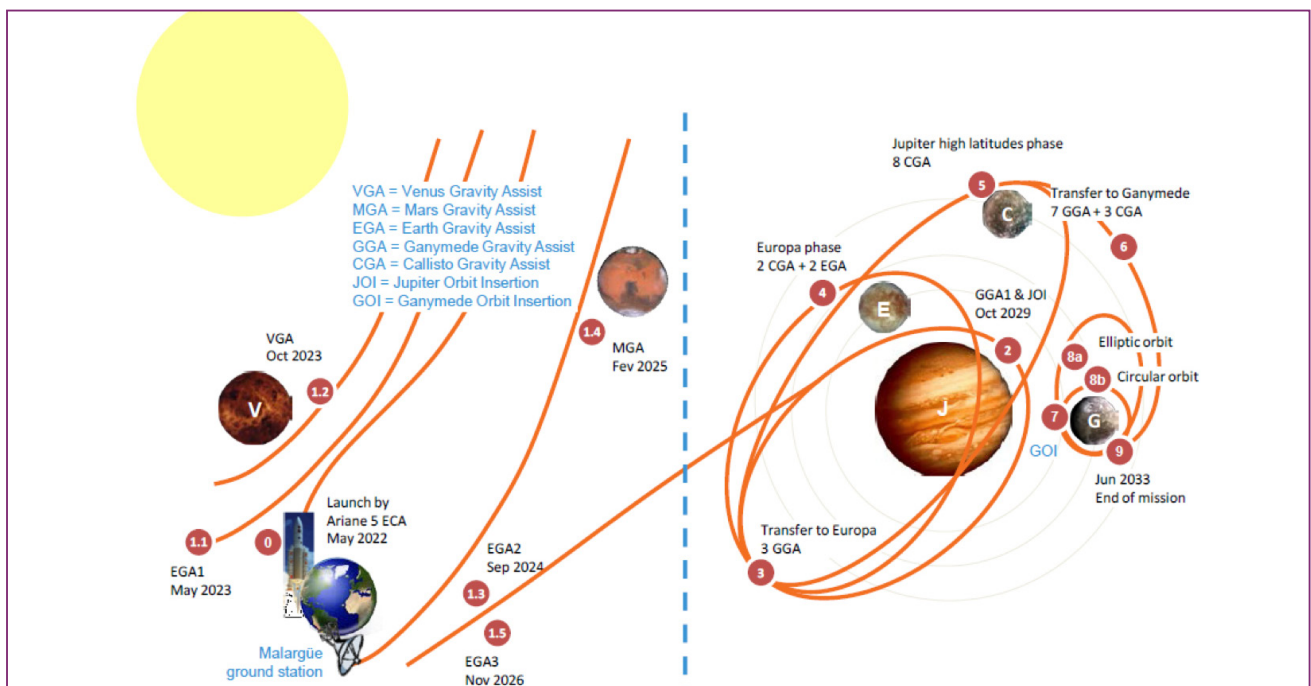 VGA = Venus Gravity Assist
MGA = Mars Gravity Assist
EGA = Earth Gravity Assist
GGA = Ganymede Gravity Assist
CGA = Callisto Gravity Assist
JOI = Jupiter Orbit Insertion
GOI = Ganymede Orbit Insertion
VGA
Oct 2023
1.2
V
1.4
MGA
Fev 2025
1.1
EGA1
May 2023
0
Launch by
Ariane 5 ECA
May 2022
EGA2
Sep 2024
1.3
1.5
EGA3
Nov 2026
Malargüe
ground station
Jupiter high latitudes phase
8 CGA
5
C
Transfer to Ganymede
7 GGA + 3 CGA
6
Europa phase
2 CGA + 2 EGA
4
E
GGA1 & JOI
Oct 2029
2
J
Elliptic orbit
8a
Circular orbit
8b
7
G
GOI
9
Jun 2033
End of mission
Transfer to Europa
3 GGA
3